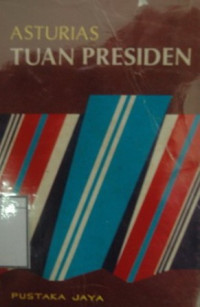 ASTURIAS
TUAN PRESIDEN
PUSTAKA JAYA